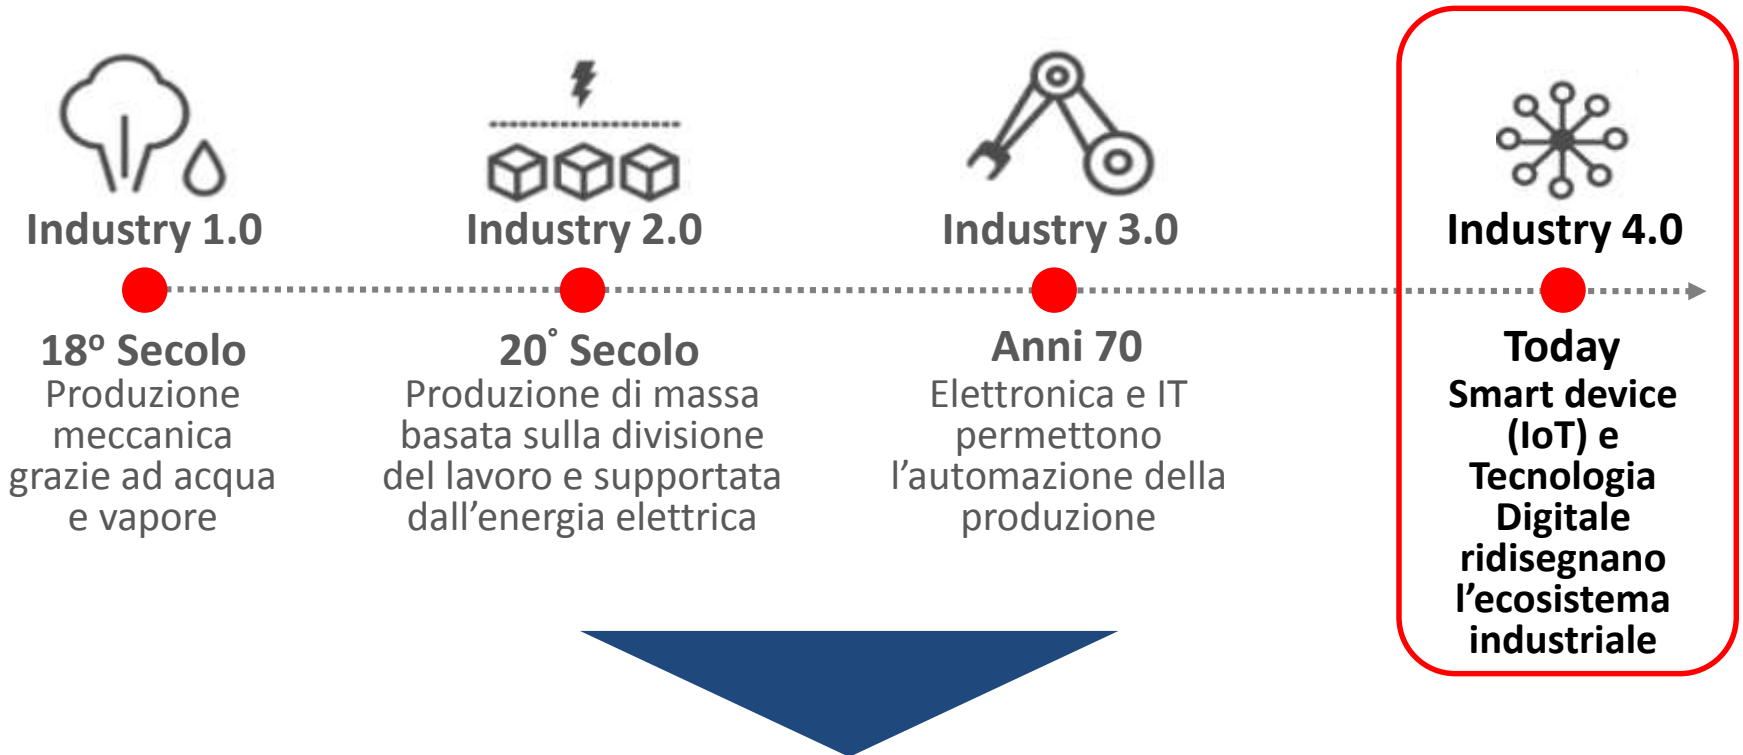 Industry 1.0
Industry 2.0
Industry 3.0
Industry 4.0
18º Secolo
Produzione
meccanica
grazie ad acqua
e vapore
20° Secolo
Produzione di massa
basata sulla divisione
del lavoro e supportata
dall’energia elettrica
Anni 70
Elettronica e IT
permettono
l’automazione della
produzione
Today
Smart device
(IoT) e
Tecnologia
Digitale
ridisegnano
l’ecosistema
industriale